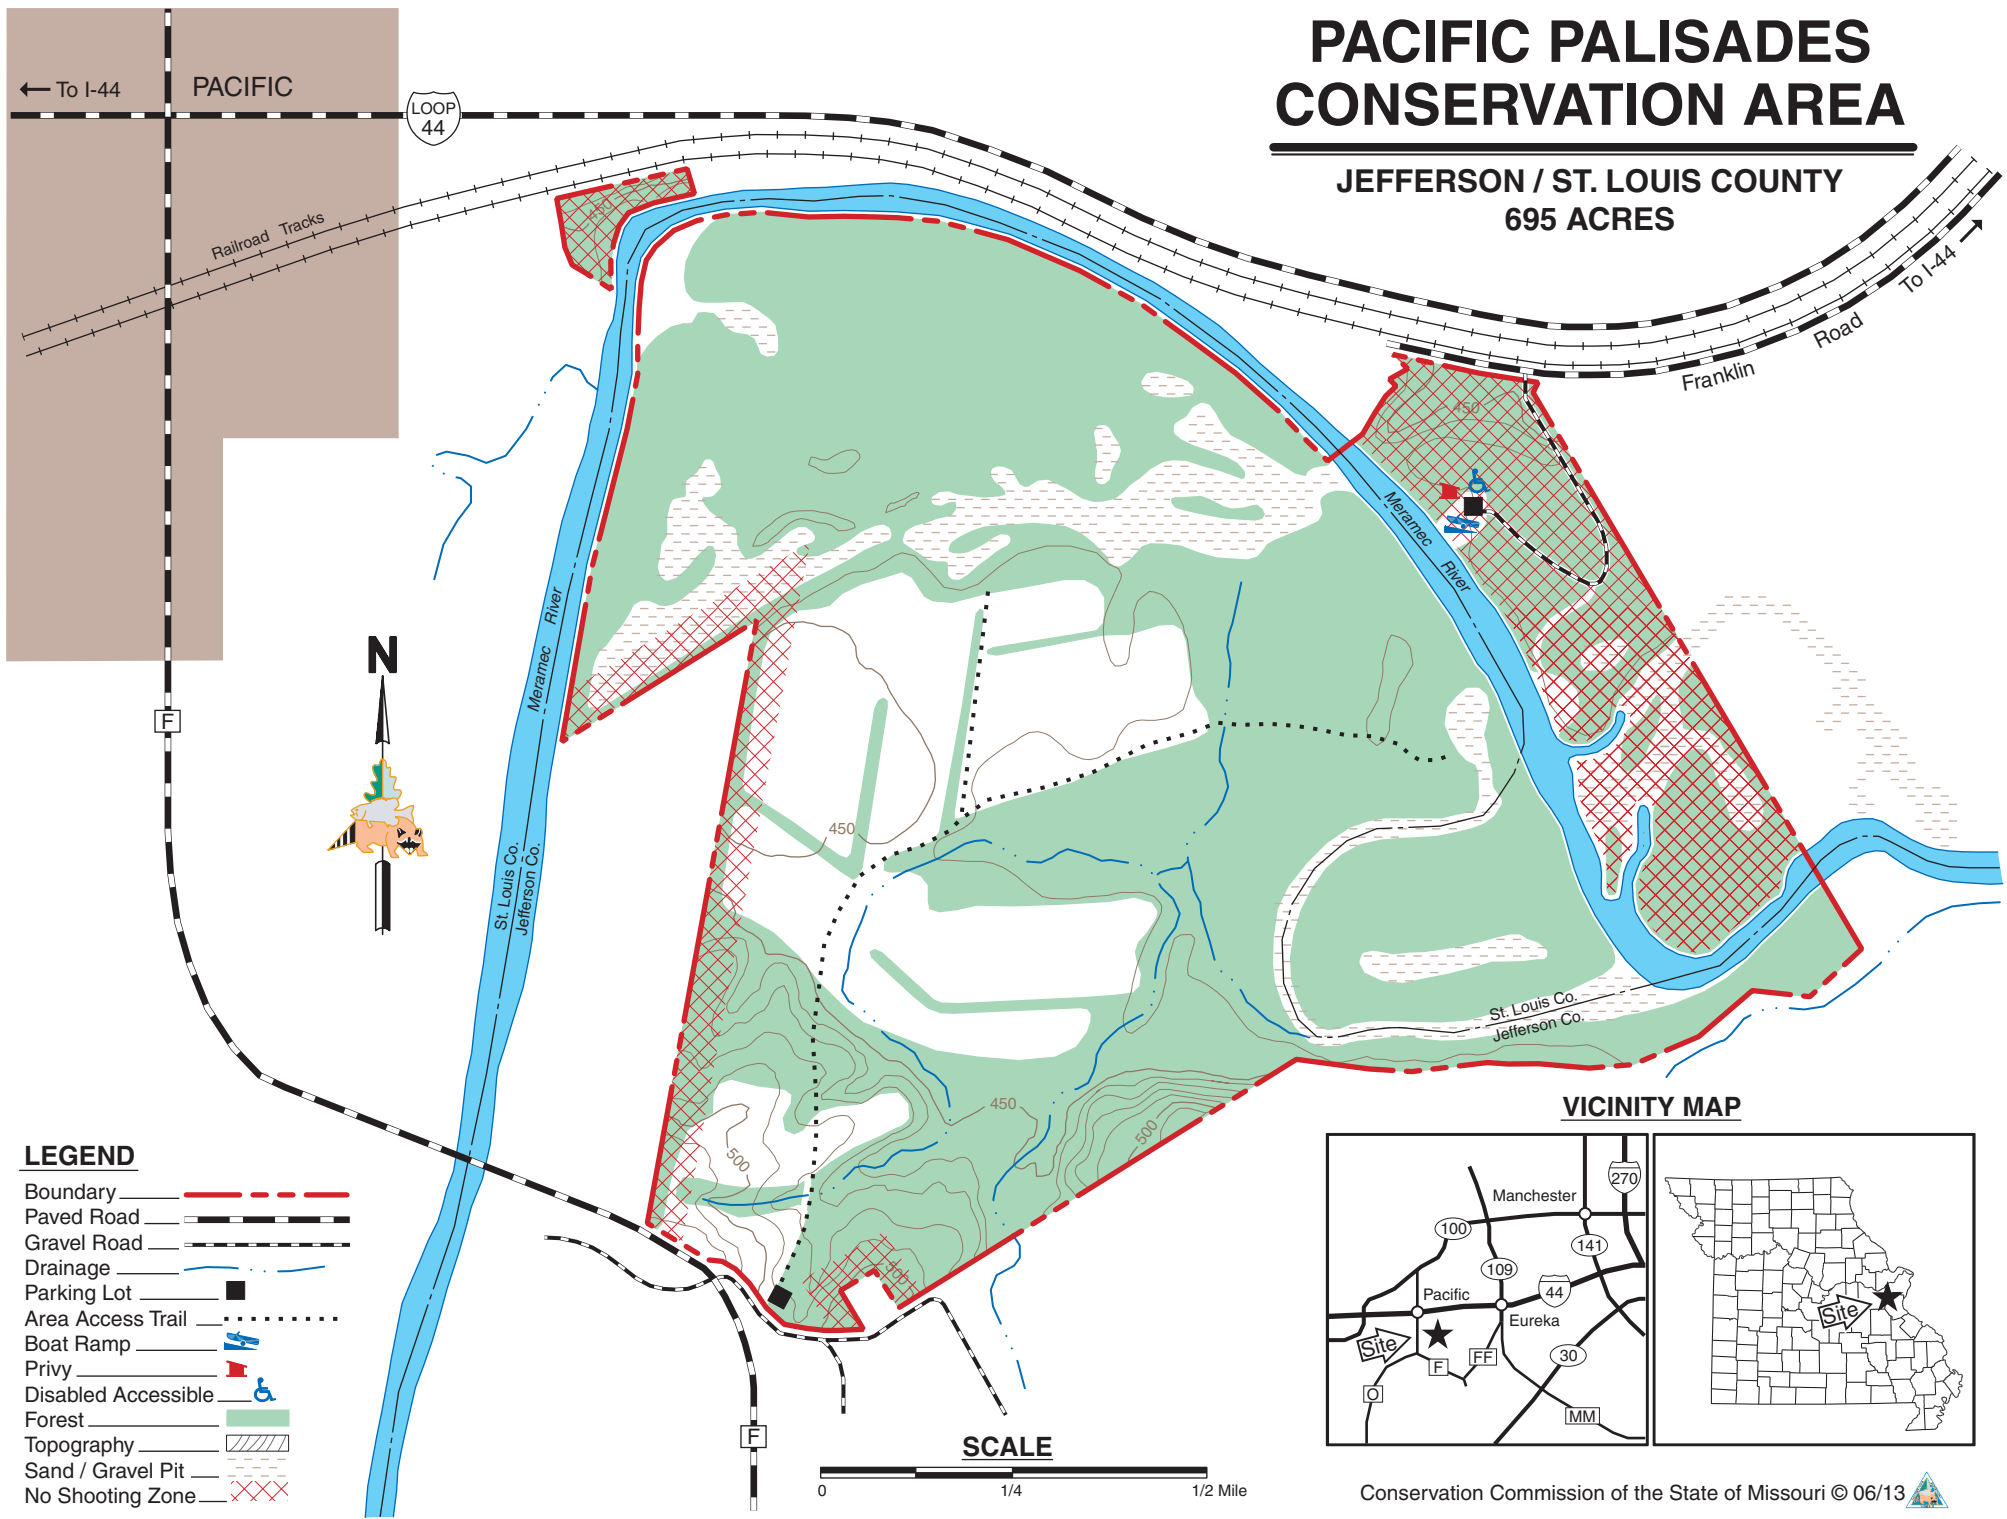 PACIFIC PALISADES
CONSERVATION AREA
JEFFERSON / ST. LOUIS COUNTY
695 ACRES
To I-44
PACIFIC
LOOP
44
Railroad Tracks
450
To I-44
Road
Franklin
450
Meramec
River
Meramec River
N
F
450
St. Louis Co.
Jefferson Co.
St. Louis Co.
Jefferson Co.
450
500
500
500
F
LEGEND
Boundary
Paved Road
Gravel Road
Drainage
Parking Lot
Area Access Trail
Boat Ramp
Privy
Disabled Accessible
Forest
Topography
Sand / Gravel Pit
No Shooting Zone
SCALE
0 1/4 1/2 Mile
VICINITY MAP
270
Manchester
100
141
109
44
Pacific
Eureka
Site
F
FF
30
O
MM
Site
Conservation Commission of the State of Missouri © 06/13